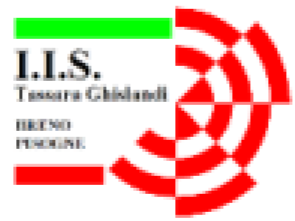 I.I.S.
Tassara Ghislandi
BRENO
PISOGNE